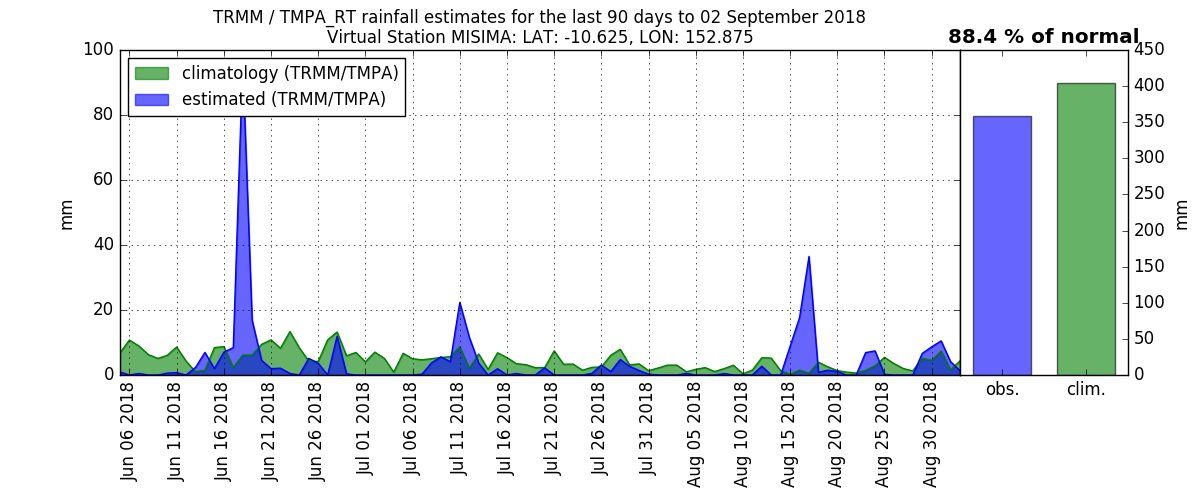 TRMM / TMPA_RT rainfall estimates for the last 90 days to 02 September 2018
Virtual Station MISIMA: LAT: -10.625, LON: 152.875
88.4 % of normal
climatology (TRMM/TMPA)
estimated (TRMM/TMPA)
100
80
60
40
20
0
mm
Jun 06 2018
Jun 11 2018
Jun 16 2018
Jun 21 2018
Jun 26 2018
Jul 01 2018
Jul 06 2018
Jul 11 2018
Jul 16 2018
Jul 21 2018
Jul 26 2018
Jul 31 2018
Aug 05 2018
Aug 10 2018
Aug 15 2018
Aug 20 2018
Aug 25 2018
Aug 30 2018
450
400
350
300
250
200
150
100
50
0
mm
obs.
clim.